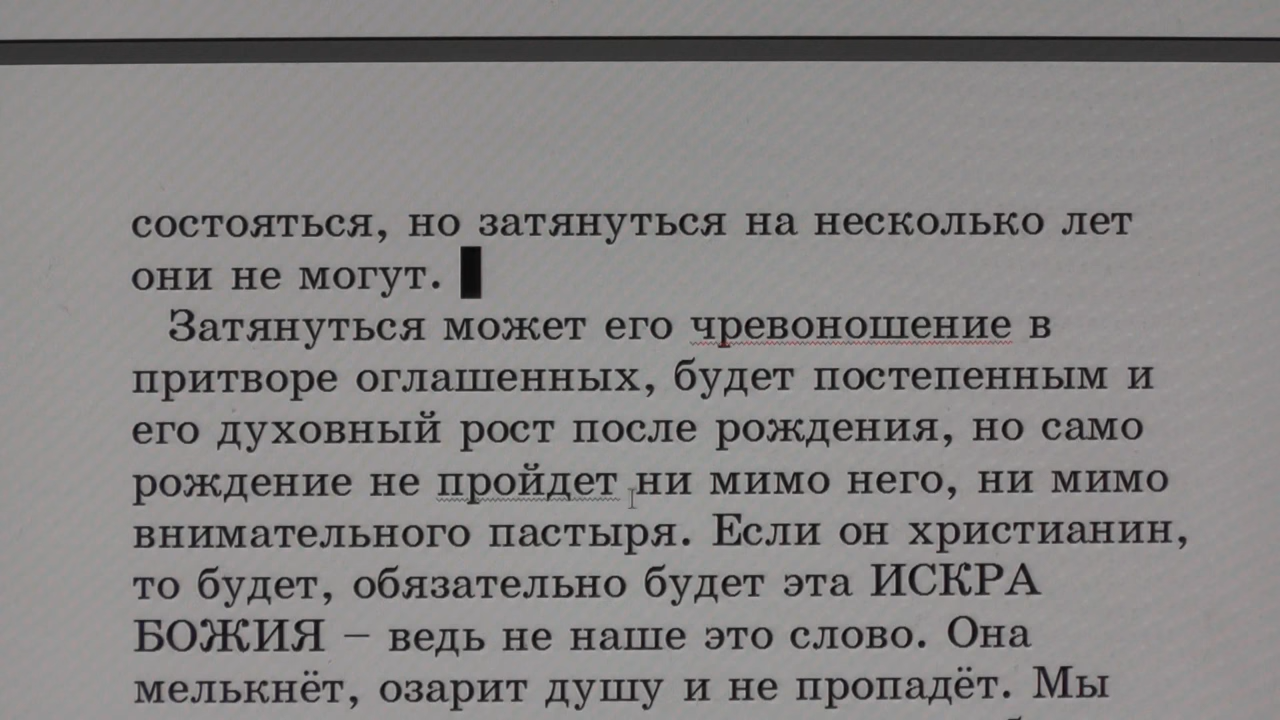 состояться, но затянуться на несколько лет
они не могут.
Затянуться может его чревоношение в
притворе оглашенных, будет постепенным и
его духовный рост после рождения, но само
рождение не пройдет ни мимо него, ни мимо
внимательного пастыря. Если он христианин,
то будет, обязательно будет эта ИСКРА
БОЖИЯ – ведь не наше это слово. Она
мелькнёт, озарит душу и не пропадёт. Мы